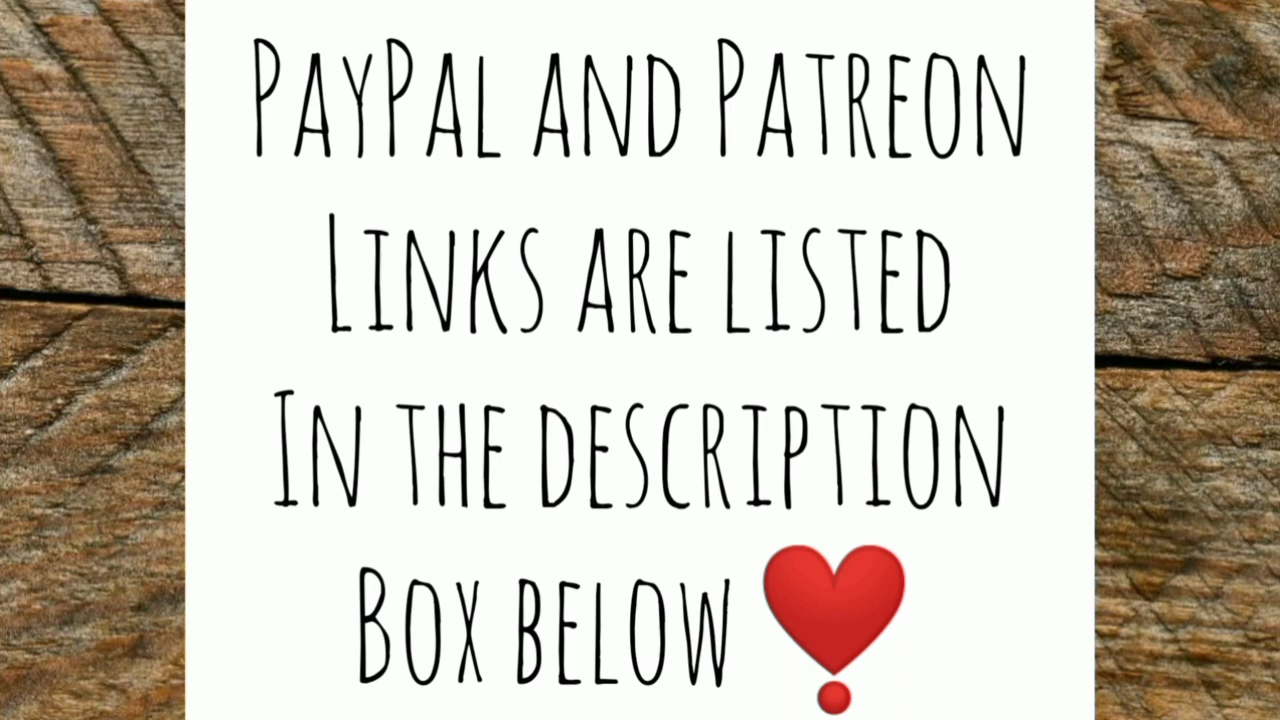 PayPal and Patreon
Links are listed
In the description
Box below ❣